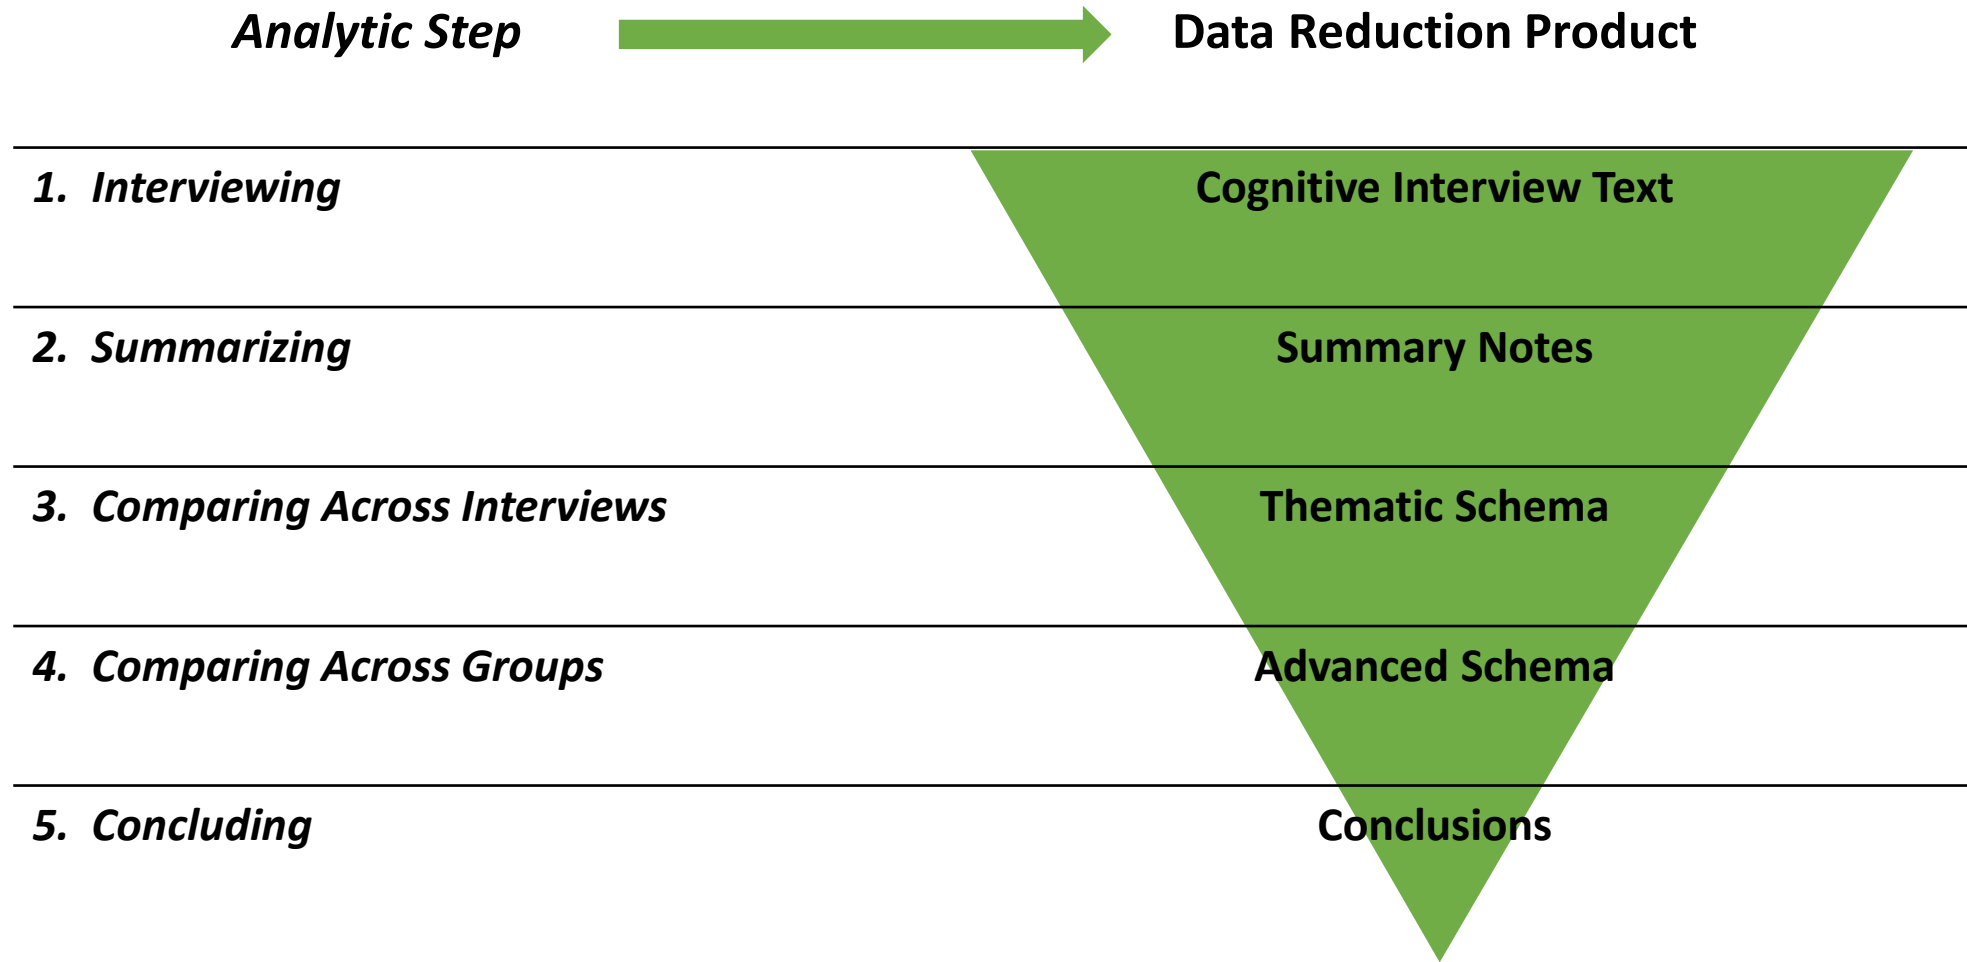 Analytic Step
Data Reduction Product
1. Interviewing
Cognitive Interview Text
2. Summarizing
Summary Notes
3. Comparing Across Interviews
Thematic Schema
4. Comparing Across Groups
Advanced Schema
5. Concluding
Conclusions